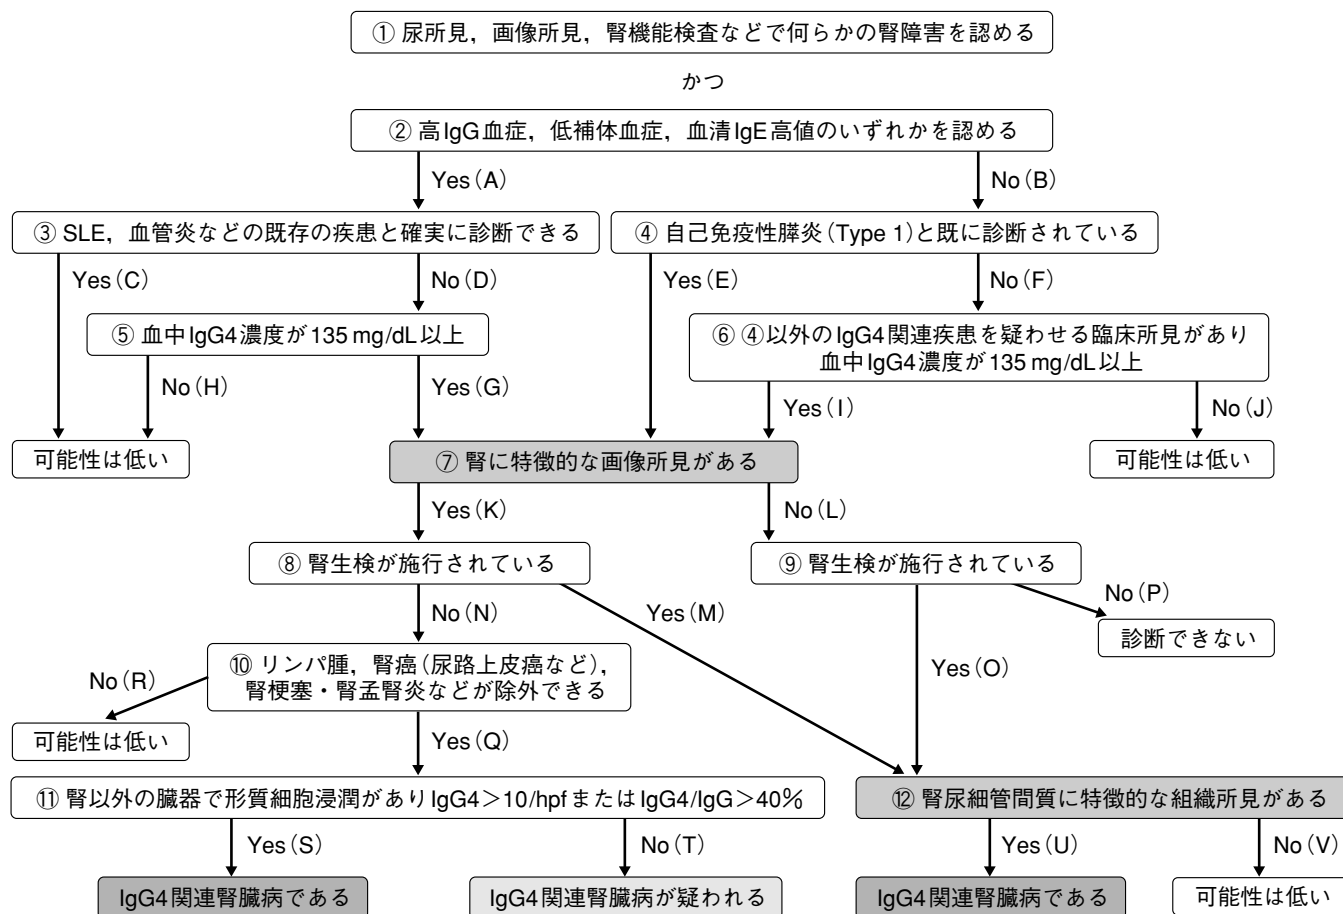 ① 尿所見，画像所見，腎機能検査などで何らかの腎障害を認める
かつ
② 高IgG血症，低補体血症，血清IgE高値のいずれかを認める
Yes（A）
No（B）
③ SLE，血管炎などの既存の疾患と確実に診断できる
④ 自己免疫性膵炎（Type 1）と既に診断されている
Yes（C）
No（D）
Yes（E）
No（F）
⑤ 血中IgG4濃度が135 mg/dL以上
⑥ ④以外のIgG4関連疾患を疑わせる臨床所見があり
血中IgG4濃度が135 mg/dL以上
No（H）
Yes（G）
Yes（I）
No（J）
可能性は低い
⑦ 腎に特徴的な画像所見がある
可能性は低い
Yes（K）
No（L）
⑧ 腎生検が施行されている
⑨ 腎生検が施行されている
No（N）
Yes（M）
No（P）
診断できない
⑩ リンパ腫，腎癌（尿路上皮癌など），
腎梗塞・腎盂腎炎などが除外できる
No（R）
Yes（O）
可能性は低い
Yes（Q）
⑪ 腎以外の臓器で形質細胞浸潤がありIgG4＞10/hpfまたはIgG4/IgG＞40％
⑫ 腎尿細管間質に特徴的な組織所見がある
Yes（S）
No（T）
Yes（U）
No（V）
IgG4関連腎臓病である
IgG4関連腎臓病が疑われる
IgG4関連腎臓病である
可能性は低い